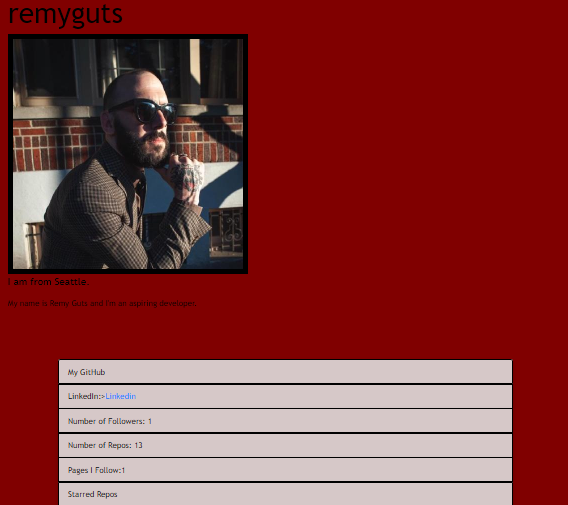 remyguts
I am from Seattle.
My name is Remy Guts and I'm an aspiring developer.
My GitHub
LinkedIn:>Linkedin
Number of Followers: 1
Number of Repos: 13
Pages I Follow:1
Starred Repos